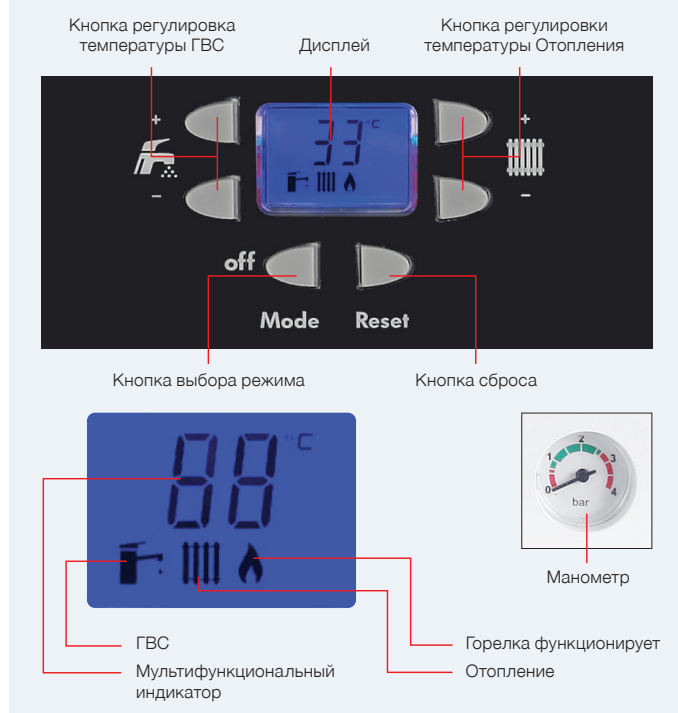 Кнопка регулировка
температуры ГВС
Дисплей
Кнопка регулировки
температуры Отопления
+
+
33 °C
-
-
off
Mode
Reset
Кнопка выбора режима
Кнопка сброса
88 °C
0 1 2 3 4
bar
Манометр
ГВС
Горелка функционирует
Мультифункциональный
индикатор
Отопление